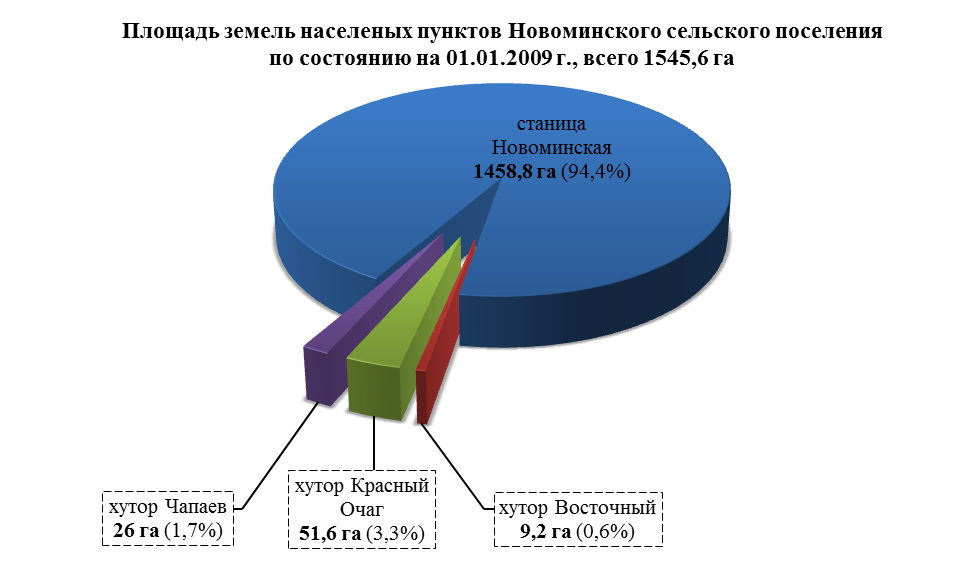 Площадь земель населеных пунктов Новоминского сельского поселения
по состоянию на 01.01.2009 г., всего 1545,6 га
станица
Новоминская
1458,8 га (94,4%)
хутор Чапаев
26 га (1,7%)
хутор Красный
Очаг
51,6 га (3,3%)
хутор Восточный
9,2 га (0,6%)